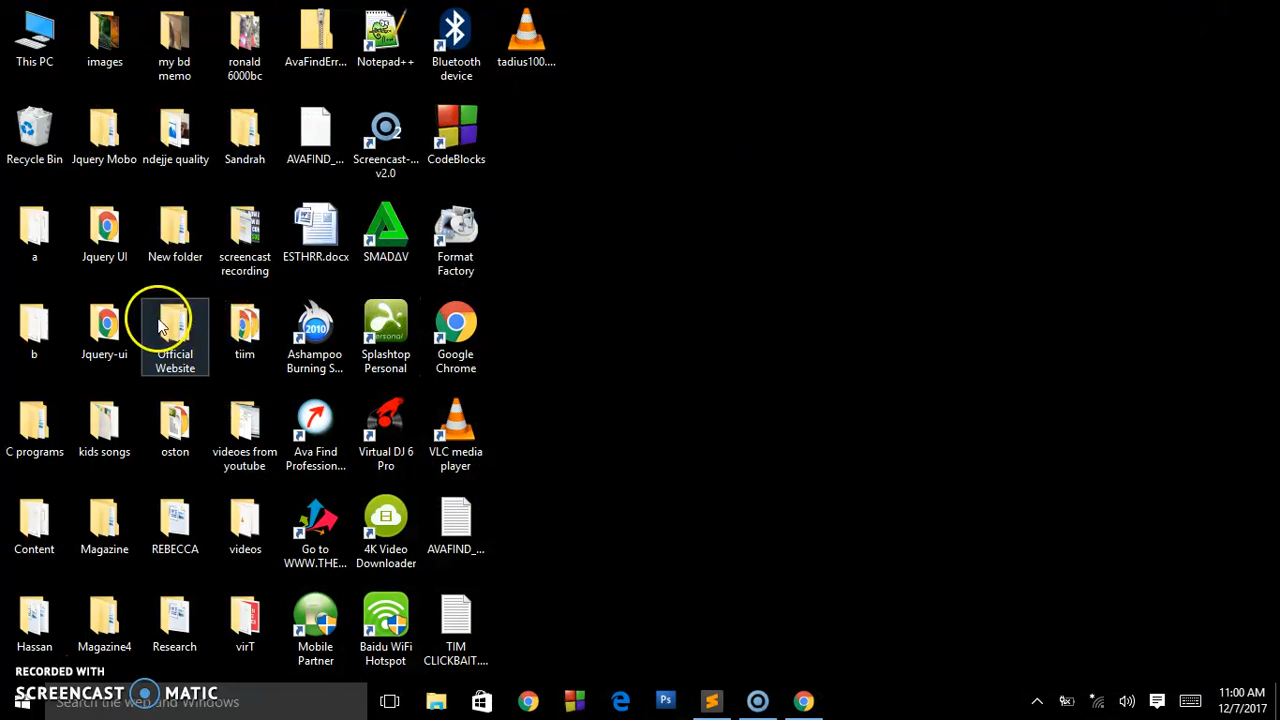 This PC
images
my bd
memo
ronald
6000bc
AvaFindErr...
Notepad++
Bluetooth
device
tadius100....
Recycle Bin
Jquery Mobo
ndejje quality
Sandrah
AVAFIND_...
Screencast-...
v2.0
CodeBlocks
a
Jquery UI
New folder
screencast
recording
ESTHRR.docx
SMADΔV
Format
Factory
b
Jquery-ui
Official
Website
tiim
2010
Ashampoo
Burning S...
personal
Splashtop
Personal
Google
Chrome
C programs
kids songs
oston
videoes from
youtube
Ava Find
Profession...
Virtual DJ 6
Pro
VLC media
player
Content
Magazine
REBECCA
videos
Go to
WWW.THE...
4K Video
Downloader
AVAFIND_...
Hassan
Magazine4
Research
virT
Mobile
Partner
Baidu WiFi
Hotspot
TIM
CLICKBAIT....
RECORDED WITH
SCREENCAST MATIC
Search the web and Windows
Ps
11:00 AM
12/7/2017